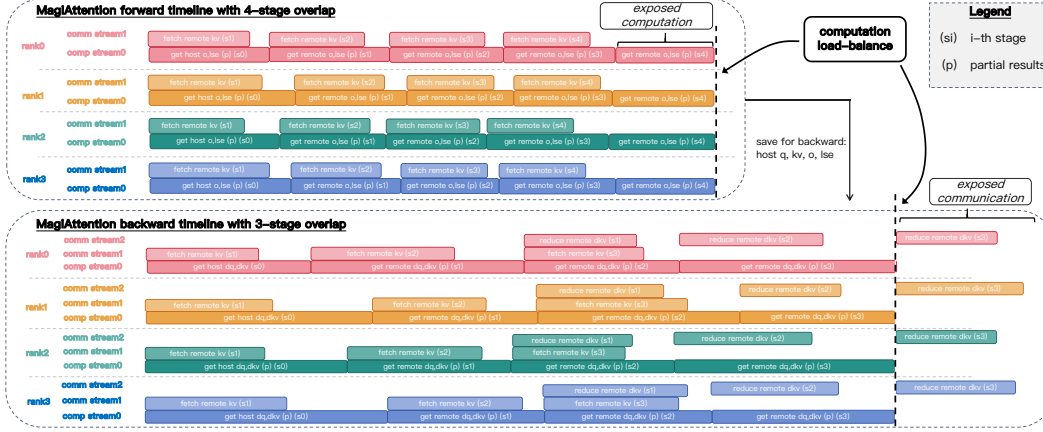 MagiAttention forward timeline with 4-stage overlap
exposed
computation
rank0
comm stream1
fetch remote kv (s1)
fetch remote kv (s2)
fetch remote kv (s3)
fetch remote kv (s4)
comp stream0
get host o,lse (p) (s0)
get remote o,lse (p) (s1)
get remote o,lse (p) (s2)
get remote o,lse (p) (s3)
get remote o,lse (p) (s4)
rank1
comm stream1
fetch remote kv (s1)
fetch remote kv (s2)
fetch remote kv (s3)
fetch remote kv (s4)
comp stream0
get host o,lse (p) (s0)
get remote o,lse (p) (s1)
get remote o,lse (p) (s2)
get remote o,lse (p) (s3)
get remote o,lse (p) (s4)
rank2
comm stream1
fetch remote kv (s1)
fetch remote kv (s2)
fetch remote kv (s3)
fetch remote kv (s4)
comp stream0
get host o,lse (p) (s0)
get remote o,lse (p) (s1)
get remote o,lse (p) (s2)
get remote o,lse (p) (s3)
get remote o,lse (p) (s4)
rank3
comm stream1
fetch remote kv (s1)
fetch remote kv (s2)
fetch remote kv (s3)
fetch remote kv (s4)
comp stream0
get host o,lse (p) (s0)
get remote o,lse (p) (s1)
get remote o,lse (p) (s2)
get remote o,lse (p) (s3)
get remote o,lse (p) (s4)
computation
load-balance
Legend
(si) i-th stage
(p) partial results
save for backward:
host q, kv, o, lse
exposed
communication
MagiAttention backward timeline with 3-stage overlap
rank0
comm stream2
reduce remote dkv (s1)
reduce remote dkv (s2)
reduce remote dkv (s3)
comm stream1
fetch remote kv (s1)
fetch remote kv (s2)
fetch remote kv (s3)
comp stream0
get host dq,dkv (s0)
get remote dq,dkv (p) (s1)
get remote dq,dkv (p) (s2)
get remote dq,dkv (p) (s3)
rank1
comm stream2
reduce remote dkv (s1)
reduce remote dkv (s2)
reduce remote dkv (s3)
comm stream1
fetch remote kv (s1)
fetch remote kv (s2)
fetch remote kv (s3)
comp stream0
get host dq,dkv (s0)
get remote dq,dkv (p) (s1)
get remote dq,dkv (p) (s2)
get remote dq,dkv (p) (s3)
rank2
comm stream2
reduce remote dkv (s1)
reduce remote dkv (s2)
reduce remote dkv (s3)
comm stream1
fetch remote kv (s1)
fetch remote kv (s2)
fetch remote kv (s3)
comp stream0
get host dq,dkv (p) (s0)
get remote dq,dkv (p) (s1)
get remote dq,dkv (p) (s2)
get remote dq,dkv (p) (s3)
rank3
comm stream2
reduce remote dkv (s1)
reduce remote dkv (s2)
reduce remote dkv (s3)
comm stream1
fetch remote kv (s1)
fetch remote kv (s2)
fetch remote kv (s3)
comp stream0
get host dq,dkv (p) (s0)
get remote dq,dkv (p) (s1)
get remote dq,dkv (p) (s2)
get remote dq,dkv (p) (s3)